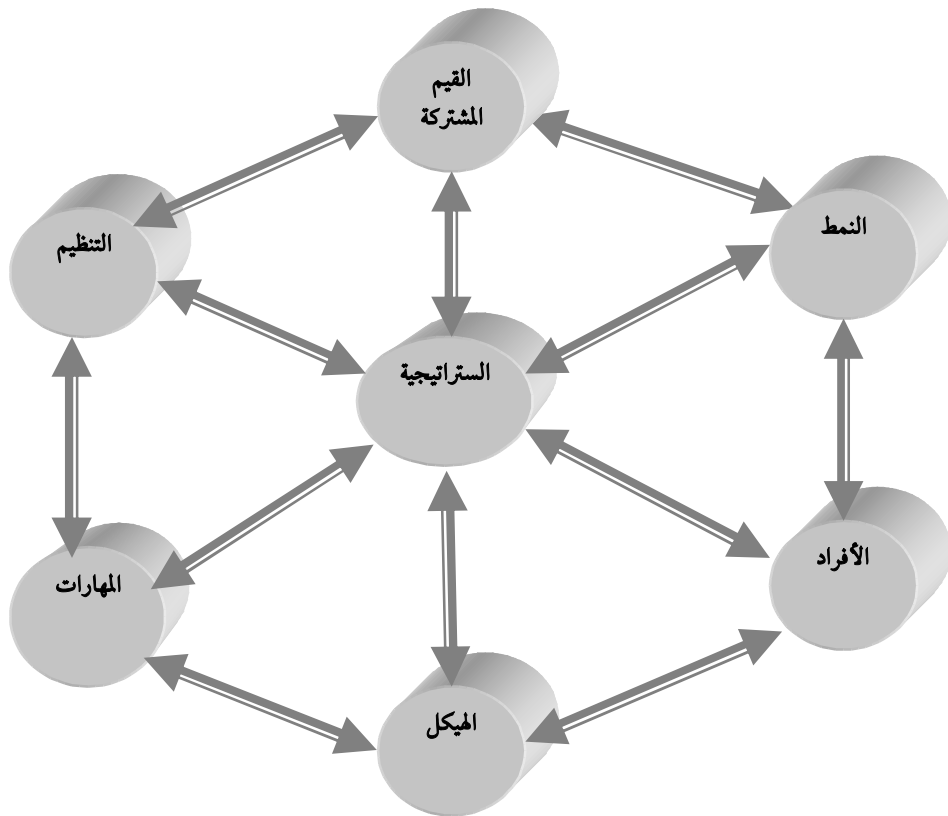 القيم
المشتركة
النمط
التنظيم
الستراتيجية
الأفراد
المهارات
الهيكل